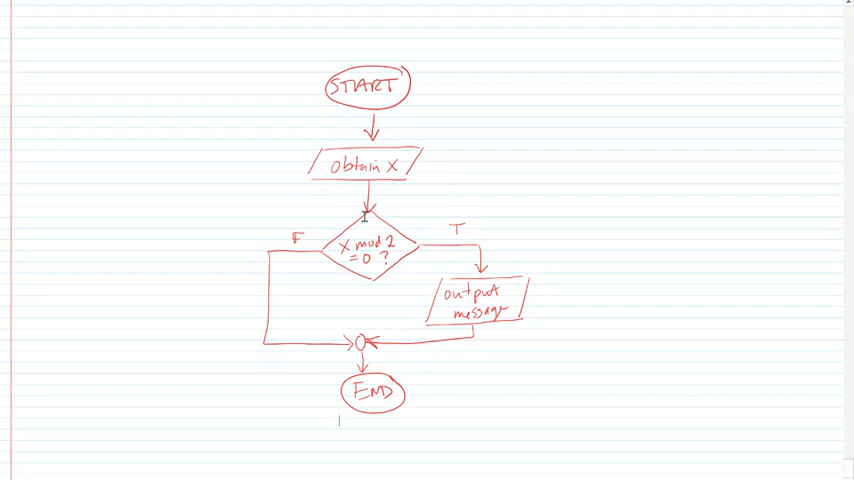 START
obtain X
F
T
X mod 2
= 0 ?
output
message
END